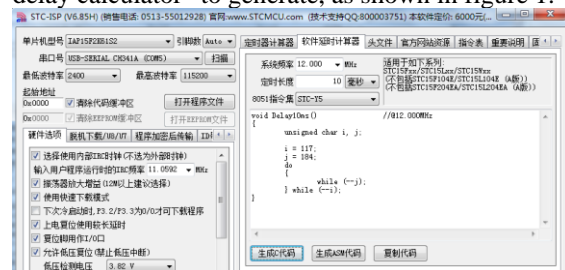 delay calculator" to generate, as shown in figure 1.
STC-ISP (V6.85H) (销售电话: 0513-55012928) 官网:www.STCMCU.com (技术支持QQ:800003751) 本软件定价: 6000元(...
单片机型号 IAP15F2K61S2 引脚数 Auto
串口号 USB-SERIAL CH341A (COM5) 扫描
最低波特率 2400 最高波特率 115200
起始地址
0x0000 清除代码缓冲区 打开程序文件
0x0000 清除EEPROM缓冲区 打开EEPROM文件
硬件选项 脱机下载/U8/U7 程序加密后传输 ID
选择使用内部IRC时钟(不选为外部时钟)
输入用户程序运行时的IRC频率 11.0592 MHz
振荡器放大增益(12M以上建议选择)
使用快速下载模式
下次冷启动时,P3.2/P3.3为0/0才可下载程序
上电复位使用较长延时
复位脚用作I/O口
允许低压复位(禁止低压中断)
低压检测电压 3.82 V
定时器计算器 软件延时计算器 头文件 官方网站资源 指令表 重要说明
系统频率 12.000 MHz
定时长度 10 毫秒
8051指令集 STC-Y5
适用于如下系列:
STC15Fxx/STC15Lxx/STC15Wxx
(不包括STC15F104E/STC15L104E (A版))
(不包括STC15F204EA/STC15L204EA (A版))
void Delay10ms() //@12.000MHz
{
unsigned char i, j;
i = 117;
j = 184;
do
{
while (--j);
} while (--i);
}
生成C代码 生成ASM代码 复制代码